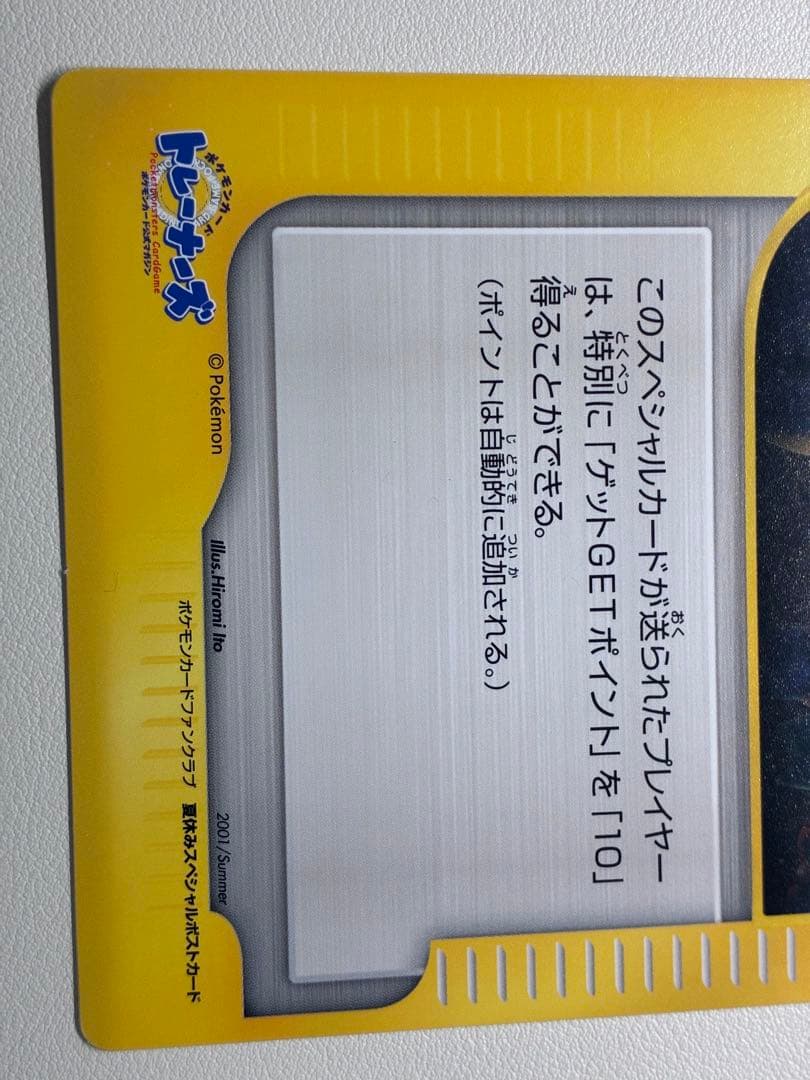 このスペシャルカードが送られたプレイヤー
は、特別に「ゲットGETポイント」を「10」
得ることができる。
（ポイントは自動的に追加される。）
ポケモンカード
トレーナーズ
Pocket Monsters Card Game
ポケモンカード公式マガジン
© Pokémon
Illus.Hiromi Ito
2001/Summer
ポケモンカードファンクラブ 夏休みスペシャルポストカード